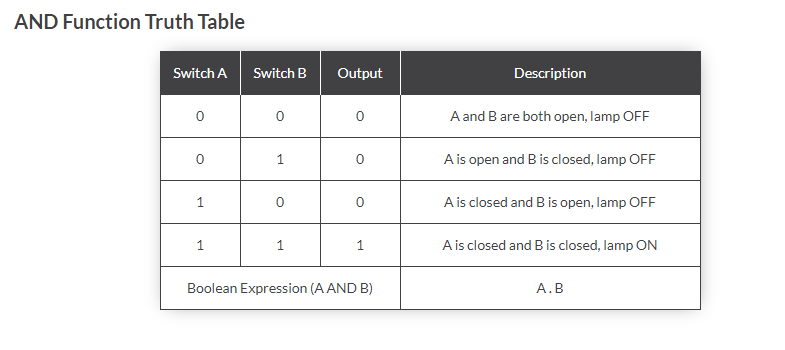 AND Function Truth Table
Switch A Switch B Output Description
0 0 0 A and B are both open, lamp OFF
0 1 0 A is open and B is closed, lamp OFF
1 0 0 A is closed and B is open, lamp OFF
1 1 1 A is closed and B is closed, lamp ON
Boolean Expression (A AND B) A . B